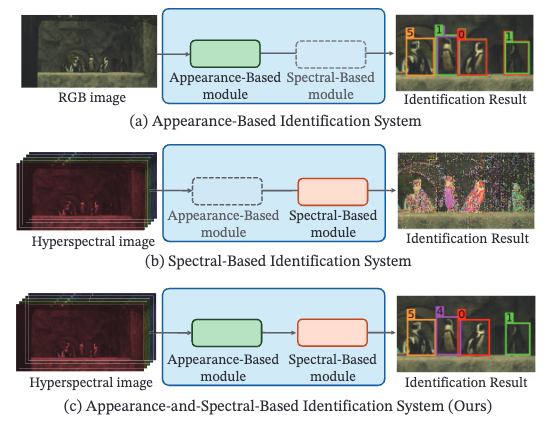 5 1 0 1
Appearance-Based module
Spectral-Based module
RGB image
Identification Result
(a) Appearance-Based Identification System
Appearance-Based module
Spectral-Based module
Hyperspectral image
Identification Result
(b) Spectral-Based Identification System
5 4 0 1
Appearance-Based module
Spectral-Based module
Hyperspectral image
Identification Result
(c) Appearance-and-Spectral-Based Identification System (Ours)